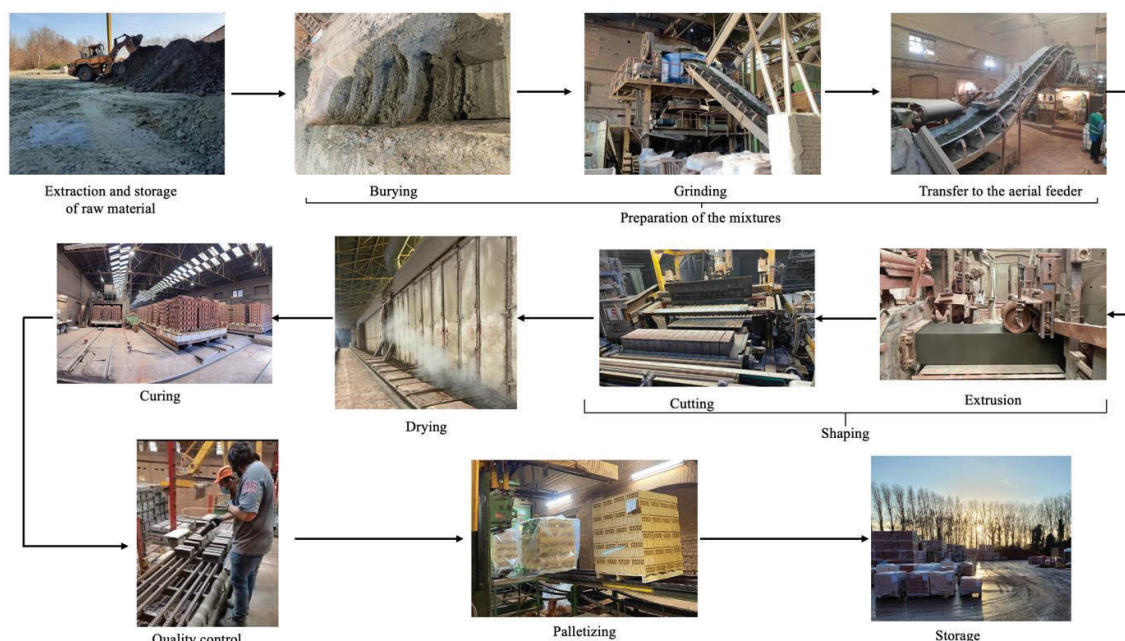 Extraction and storage
of raw material
Burying
Grinding
Transfer to the aerial feeder
Preparation of the mixtures
Curing
Drying
Cutting
Extrusion
Shaping
Quality control
Palletizing
Storage